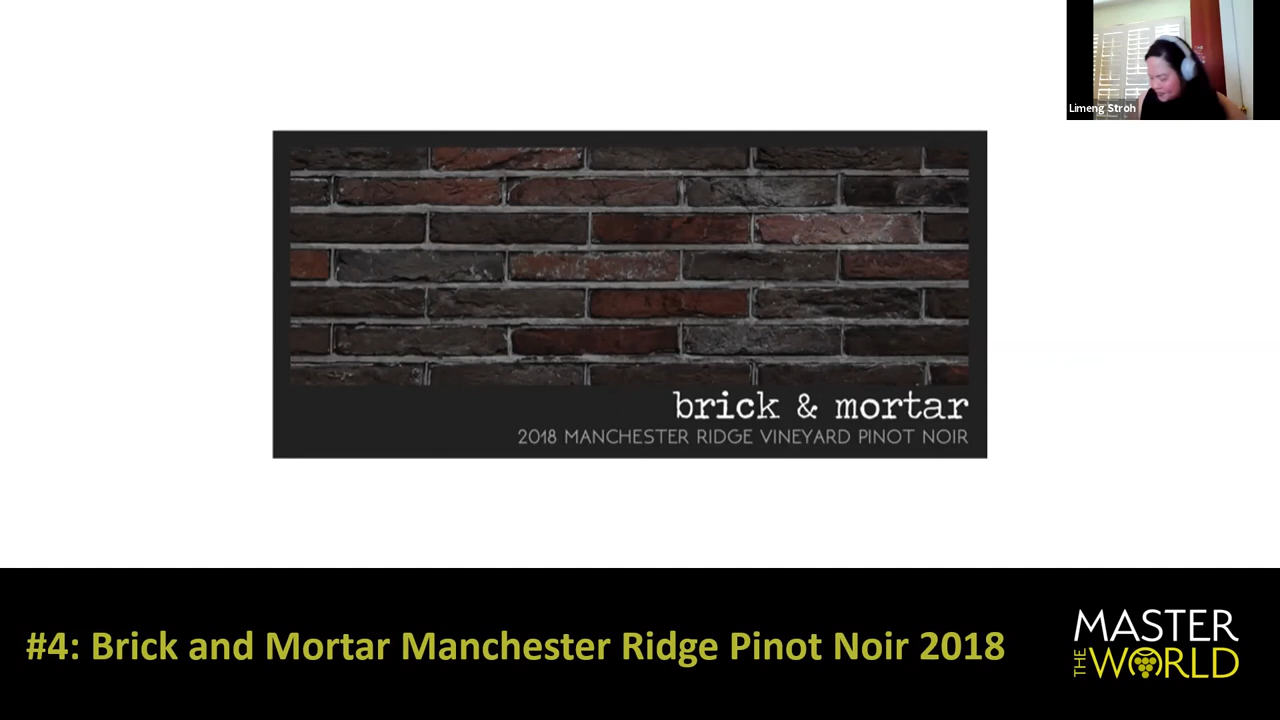 Limeng Stroh
brick & mortar
2018 MANCHESTER RIDGE VINEYARD PINOT NOIR
#4: Brick and Mortar Manchester Ridge Pinot Noir 2018
MASTER
THE WORLD